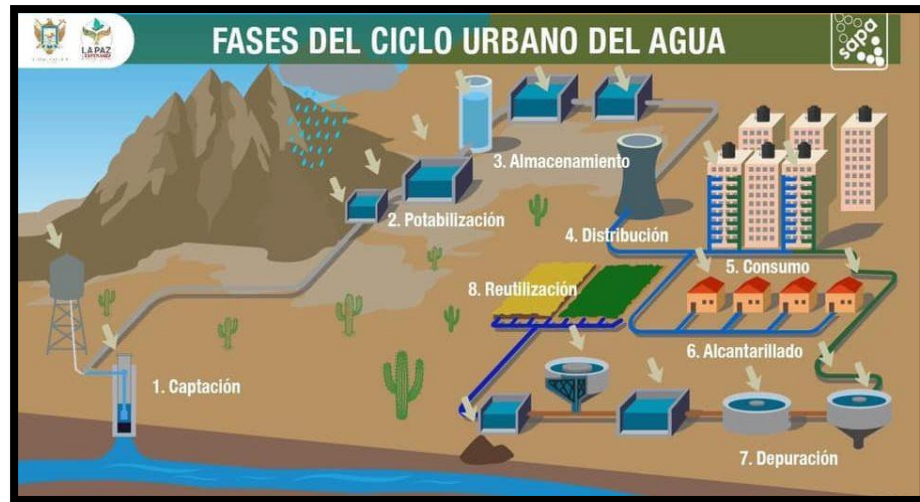 LA PAZ
FASES DEL CICLO URBANO DEL AGUA
sapa
3. Almacenamiento
2. Potabilización
4. Distribución
5. Consumo
8. Reutilización
6. Alcantarillado
1. Captación
7. Depuración